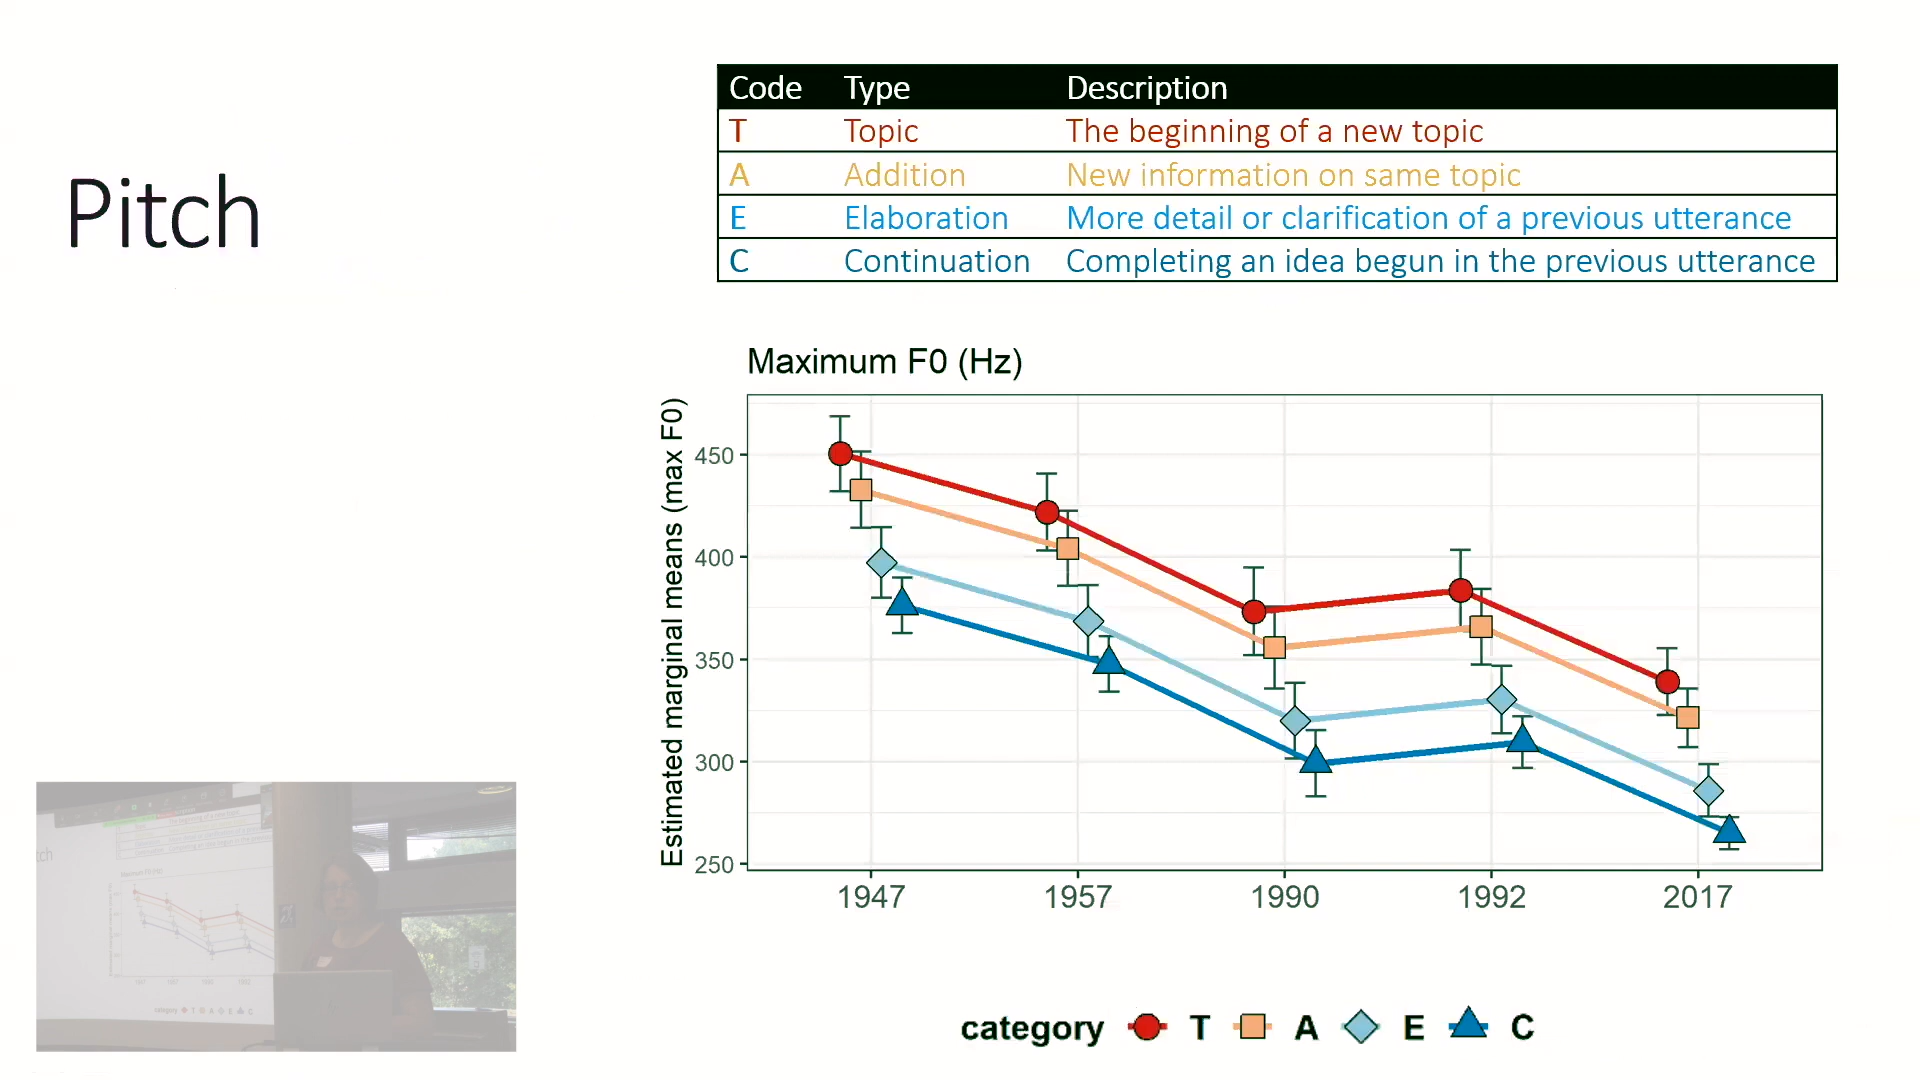 Pitch
Code Type Description
T Topic The beginning of a new topic
A Addition New information on same topic
E Elaboration More detail or clarification of a previous utterance
C Continuation Completing an idea begun in the previous utterance
Maximum F0 (Hz)
Estimated marginal means (max F0)
450
400
350
300
250
1947 1957 1990 1992 2017
category T A E C